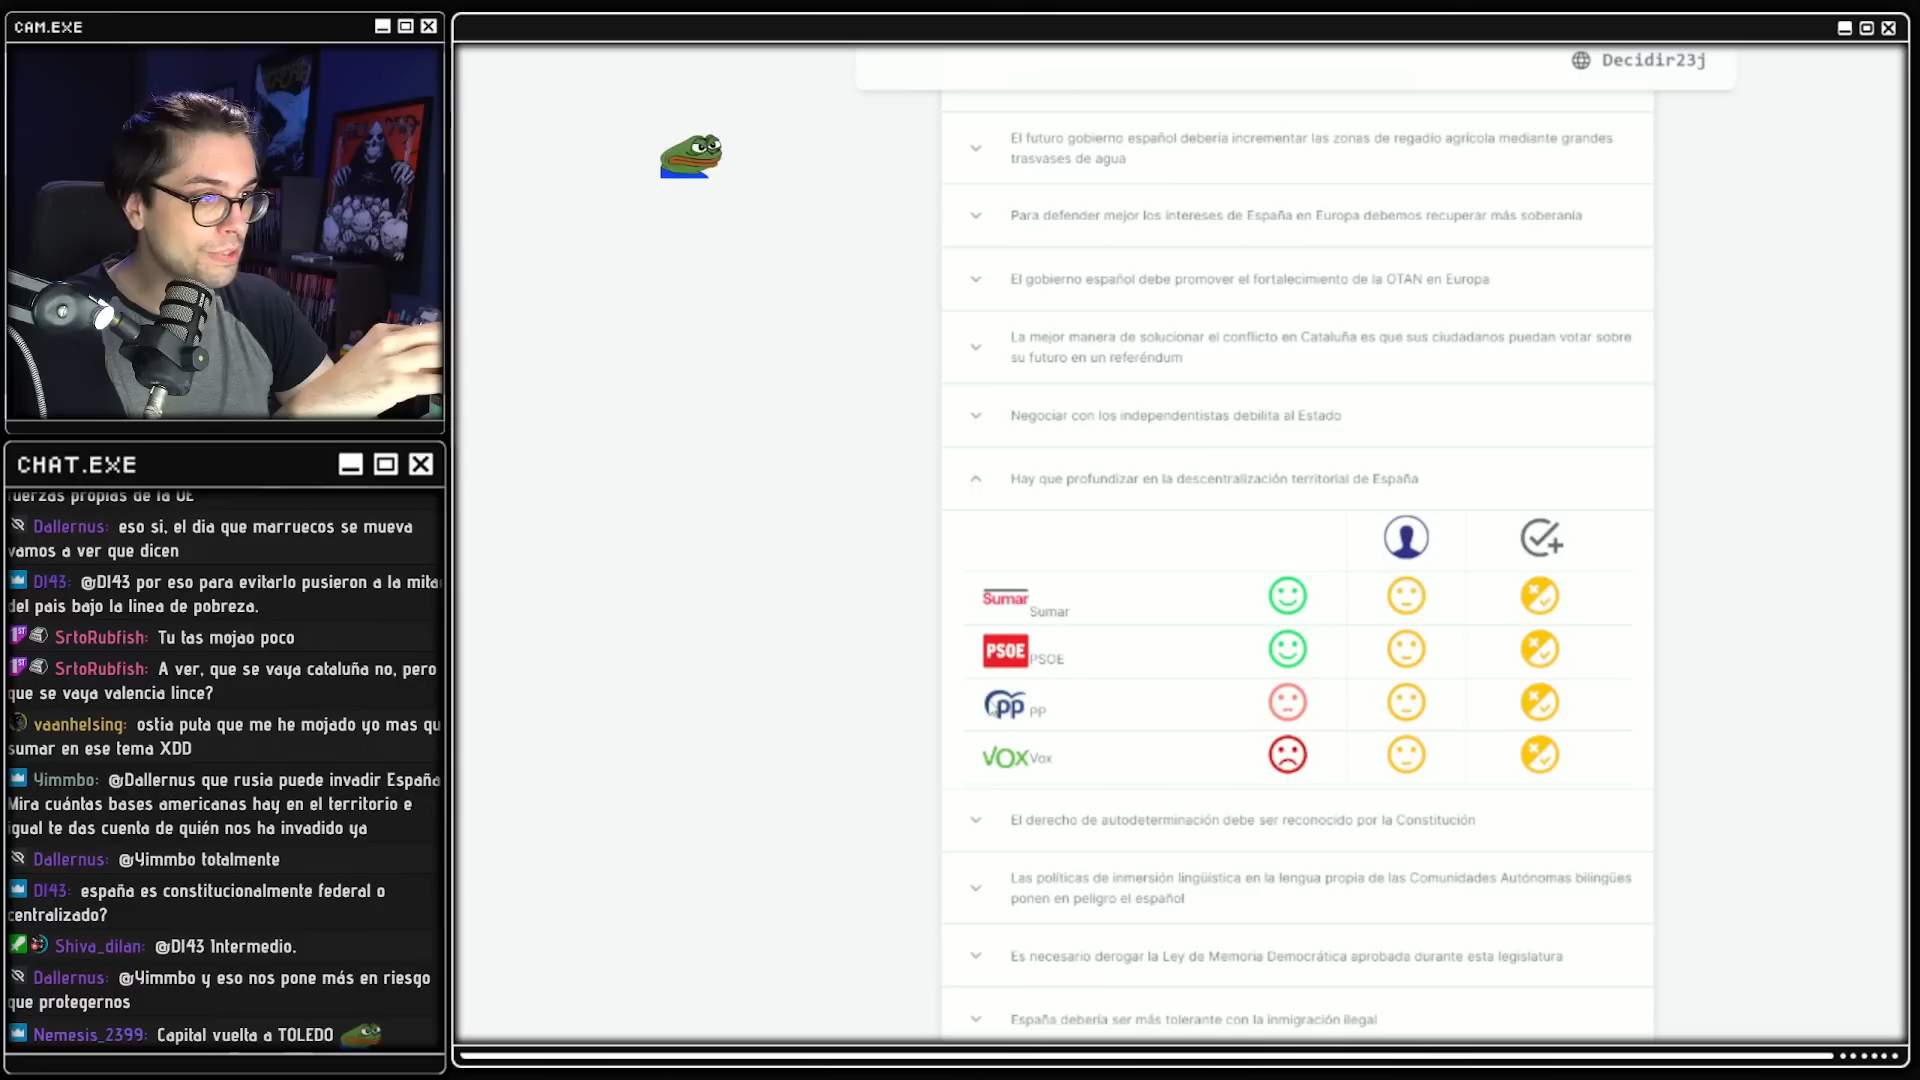 CAM.EXE
CHAT.EXE
fuerzas propias de la UE
Dallernus: eso si, el dia que marruecos se mueva
vamos a ver que dicen
DI43: @DI43 por eso para evitarlo pusieron a la mita
del pais bajo la linea de pobreza.
SrtoRubfish: Tu tas mojao poco
SrtoRubfish: A ver, que se vaya cataluña no, pero
que se vaya valencia lince?
vaanhelsing: ostia puta que me he mojado yo mas qu
sumar en ese tema XDD
Yimmbo: @Dallernus que rusia puede invadir España
Mira cuántas bases americanas hay en el territorio e
igual te das cuenta de quién nos ha invadido ya
Dallernus: @Yimmbo totalmente
DI43: españa es constitucionalmente federal o
centralizado?
Shiva_dilan: @DI43 Intermedio.
Dallernus: @Yimmbo y eso nos pone más en riesgo
que protegernos
Nemesis_2399: Capital vuelta a TOLEDO
Decidir23j
El futuro gobierno español debería incrementar las zonas de regadío agrícola mediante grandes
trasvases de agua
Para defender mejor los intereses de España en Europa debemos recuperar más soberanía
El gobierno español debe promover el fortalecimiento de la OTAN en Europa
La mejor manera de solucionar el conflicto en Cataluña es que sus ciudadanos puedan votar sobre
su futuro en un referéndum
Negociar con los independentistas debilita al Estado
Hay que profundizar en la descentralización territorial de España
Sumar Sumar
PSOE PSOE
pp pp
VOX Vox
El derecho de autodeterminación debe ser reconocido por la Constitución
Las políticas de inmersión lingüística en la lengua propia de las Comunidades Autónomas bilingües
ponen en peligro el español
Es necesario derogar la Ley de Memoria Democrática aprobada durante esta legislatura
España debería ser más tolerante con la inmigración ilegal